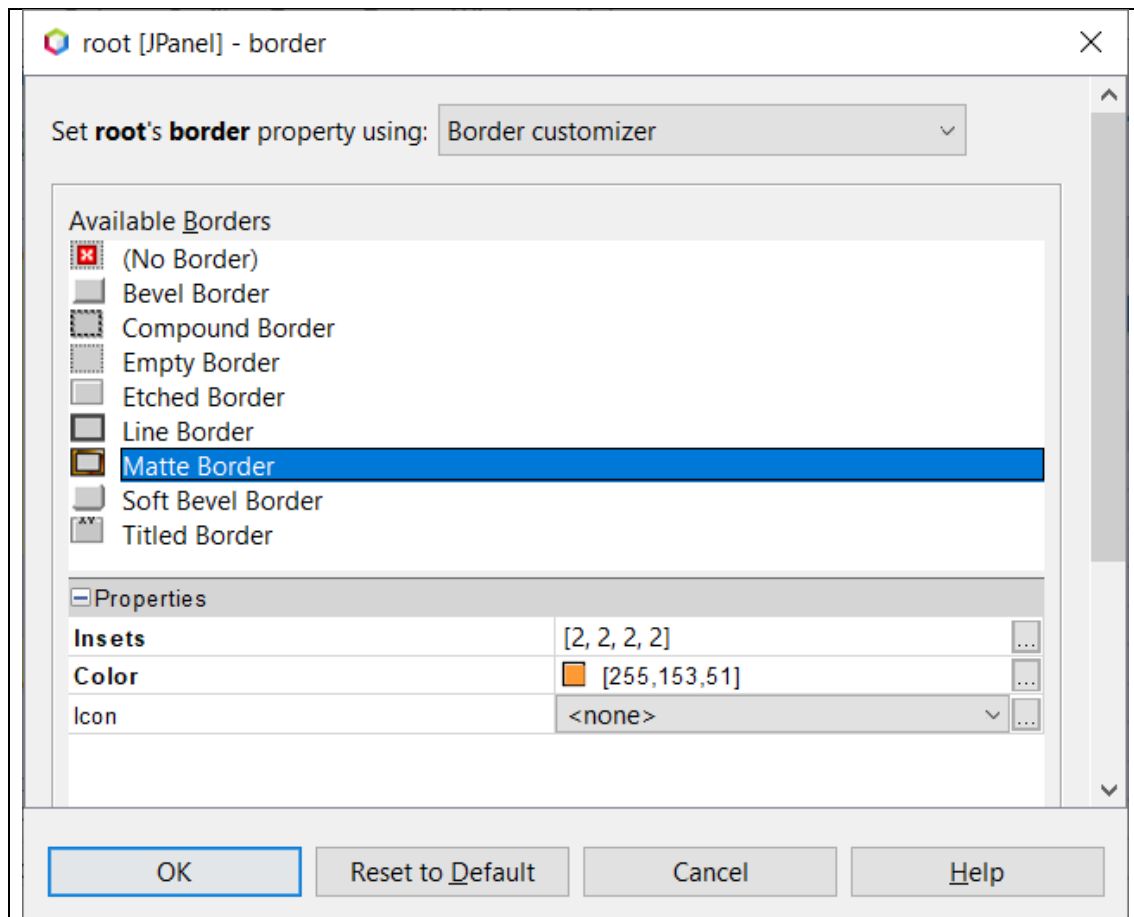 root [JPanel] - border
Set root's border property using: Border customizer
Available Borders
(No Border)
Bevel Border
Compound Border
Empty Border
Etched Border
Line Border
Matte Border
Soft Bevel Border
XY
Titled Border
Properties
Insets [2, 2, 2, 2] ...
Color [255,153,51] ...
Icon <none> ...
OK Reset to Default Cancel Help